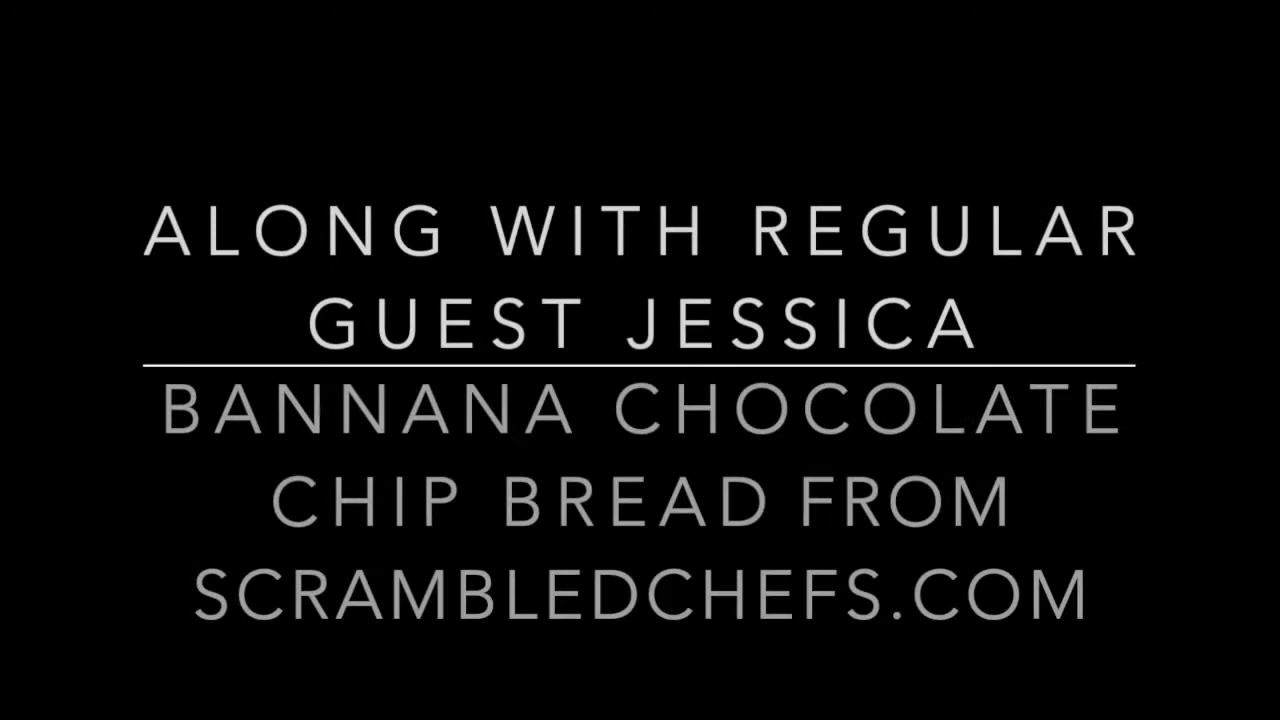 ALONG WITH REGULAR
GUEST JESSICA
BANNANA CHOCOLATE
CHIP BREAD FROM
SCRAMBLEDCHEFS.COM